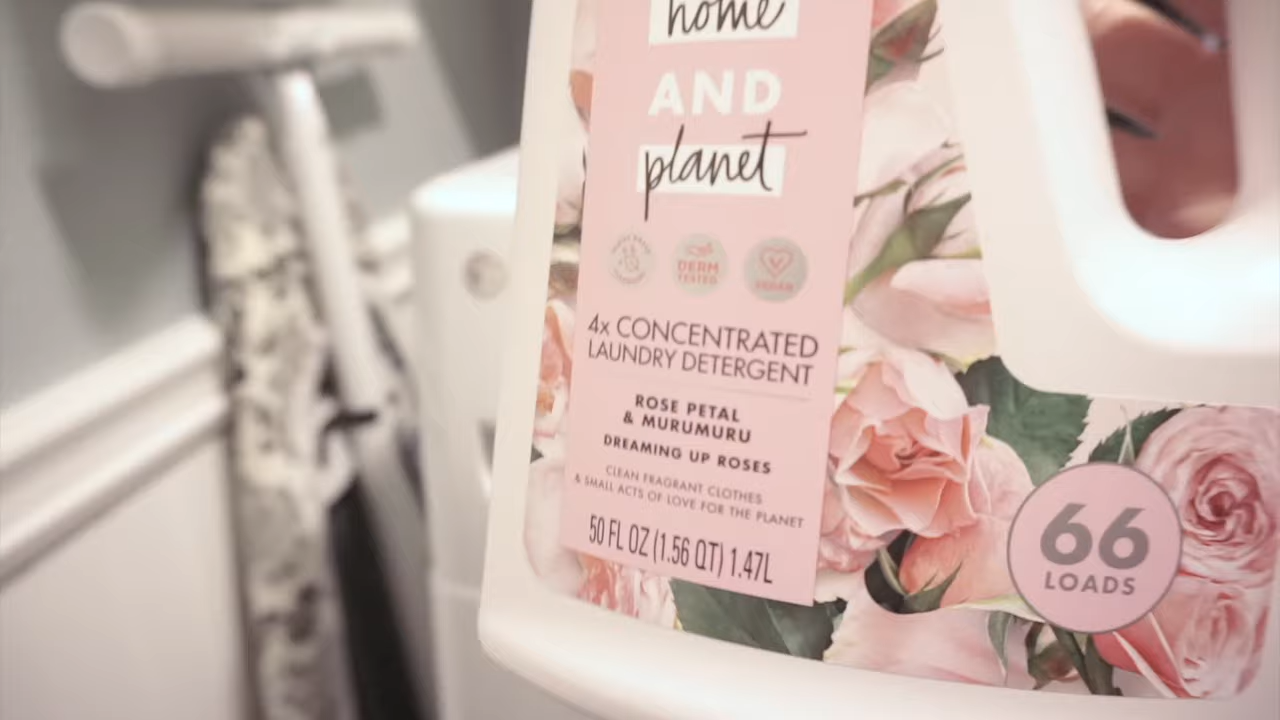 home
AND
planet
DERM
TESTED
VEGAN
4x CONCENTRATED
LAUNDRY DETERGENT
ROSE PETAL
& MURUMURU
DREAMING UP ROSES
CLEAN FRAGRANT CLOTHES
& SMALL ACTS OF LOVE FOR THE PLANET
50 FL OZ (1.56 QT) 1.47L
66
LOADS